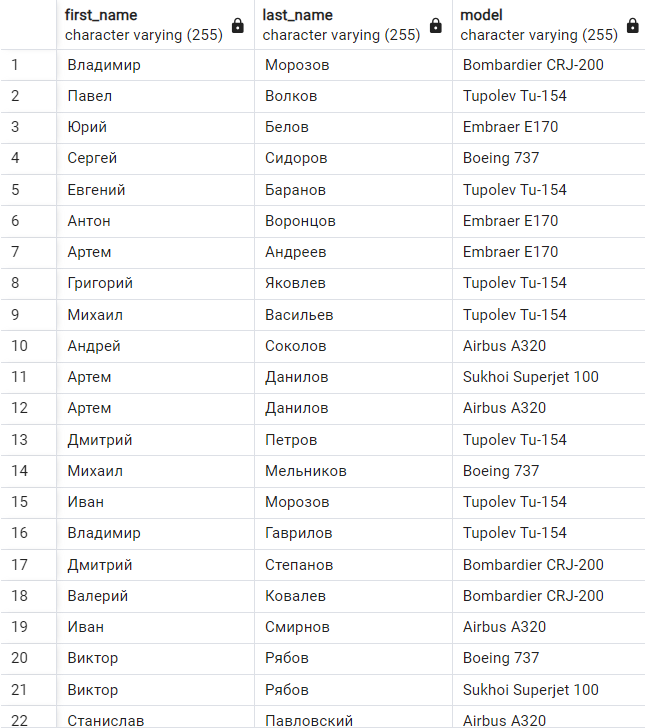 first_name last_name model
character varying (255) character varying (255) character varying (255)
1 Владимир Морозов Bombardier CRJ-200
2 Павел Волков Tupolev Tu-154
3 Юрий Белов Embraer E170
4 Сергей Сидоров Boeing 737
5 Евгений Баранов Tupolev Tu-154
6 Антон Воронцов Embraer E170
7 Артем Андреев Embraer E170
8 Григорий Яковлев Tupolev Tu-154
9 Михаил Васильев Tupolev Tu-154
10 Андрей Соколов Airbus A320
11 Артем Данилов Sukhoi Superjet 100
12 Артем Данилов Airbus A320
13 Дмитрий Петров Tupolev Tu-154
14 Михаил Мельников Boeing 737
15 Иван Морозов Tupolev Tu-154
16 Владимир Гаврилов Tupolev Tu-154
17 Дмитрий Степанов Bombardier CRJ-200
18 Валерий Ковалев Bombardier CRJ-200
19 Иван Смирнов Airbus A320
20 Виктор Рябов Boeing 737
21 Виктор Рябов Sukhoi Superjet 100
22 Станислав Павловский Airbus A320